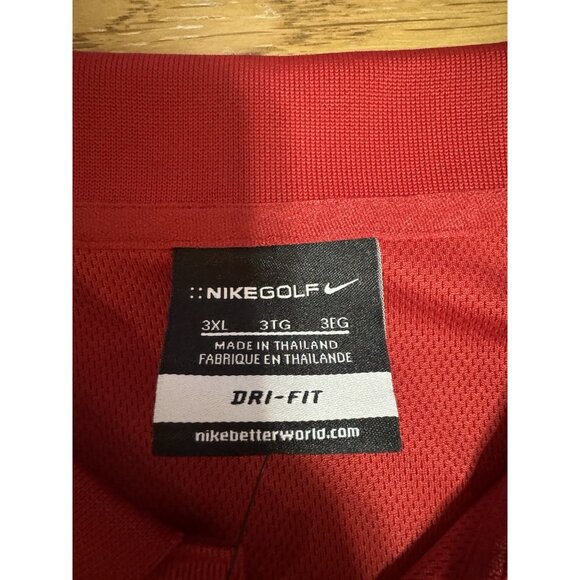 ::NIKEGOLF
3XL 3TG 3EG
MADE IN THAILAND
FABRIQUE EN THAILANDE
DRI-FIT
nikebetterworld.com